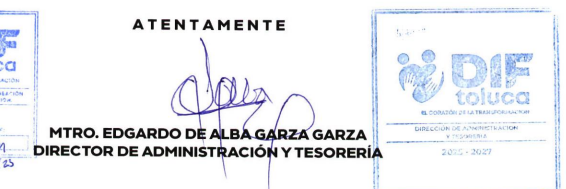 ATENTAMENTE
MTRO. EDGARDO DE ALBA GARZA GARZA
DIRECTOR DE ADMINISTRACIÓN Y TESORERÍA
DIF
toluca
EL CORAZÓN DE LA TRANSFORMACIÓN
DIRECCIÓN DE ADMINISTRACIÓN
Y TESORERÍA
2025 - 2027